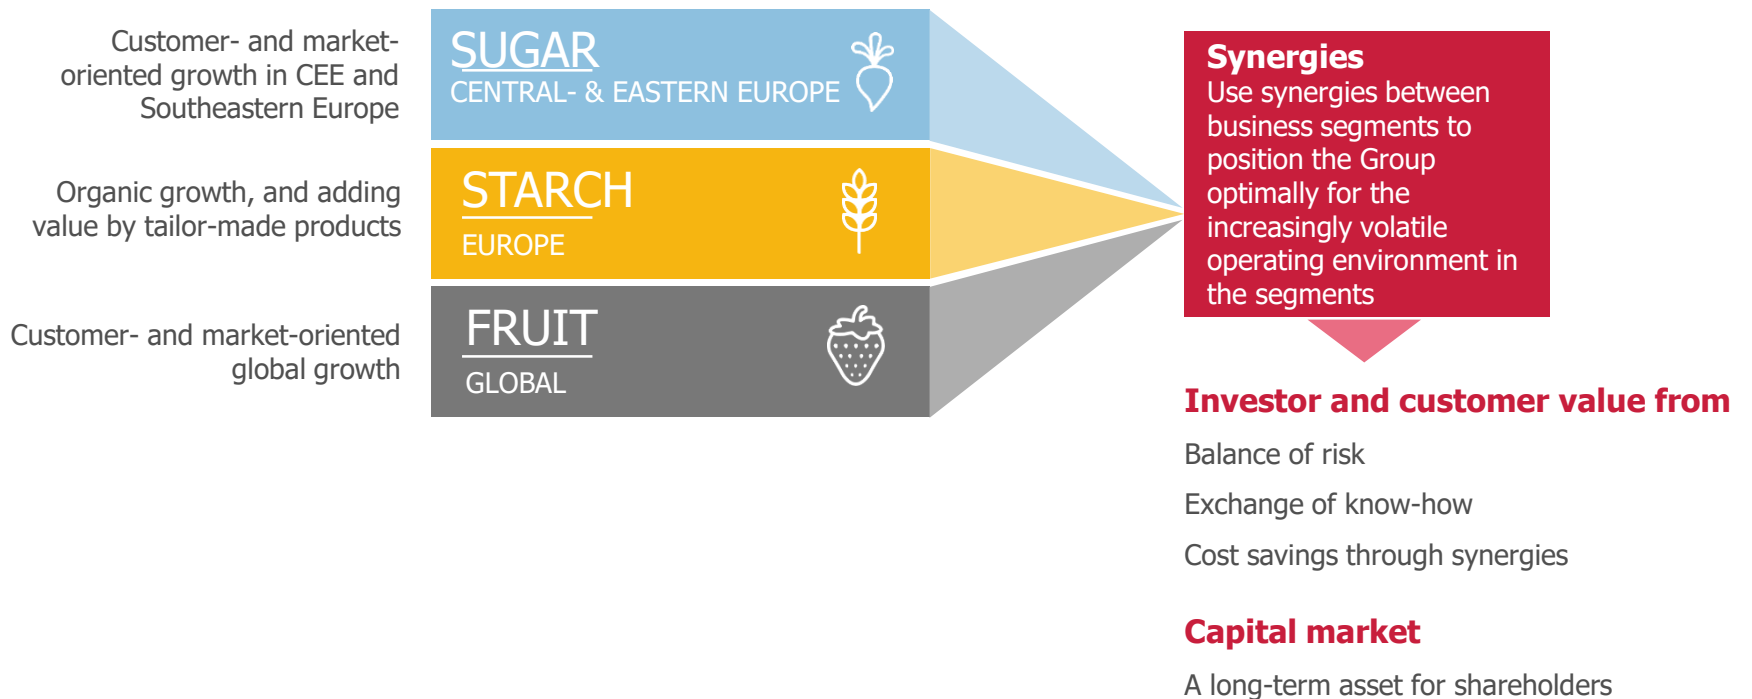 Customer- and market-
oriented growth in CEE and
Southeastern Europe
SUGAR
CENTRAL- & EASTERN EUROPE
Organic growth, and adding
value by tailor-made products
STARCH
EUROPE
Customer- and market-oriented
global growth
FRUIT
GLOBAL
Synergies
Use synergies between
business segments to
position the Group
optimally for the
increasingly volatile
operating environment in
the segments
Investor and customer value from
Balance of risk
Exchange of know-how
Cost savings through synergies
Capital market
A long-term asset for shareholders